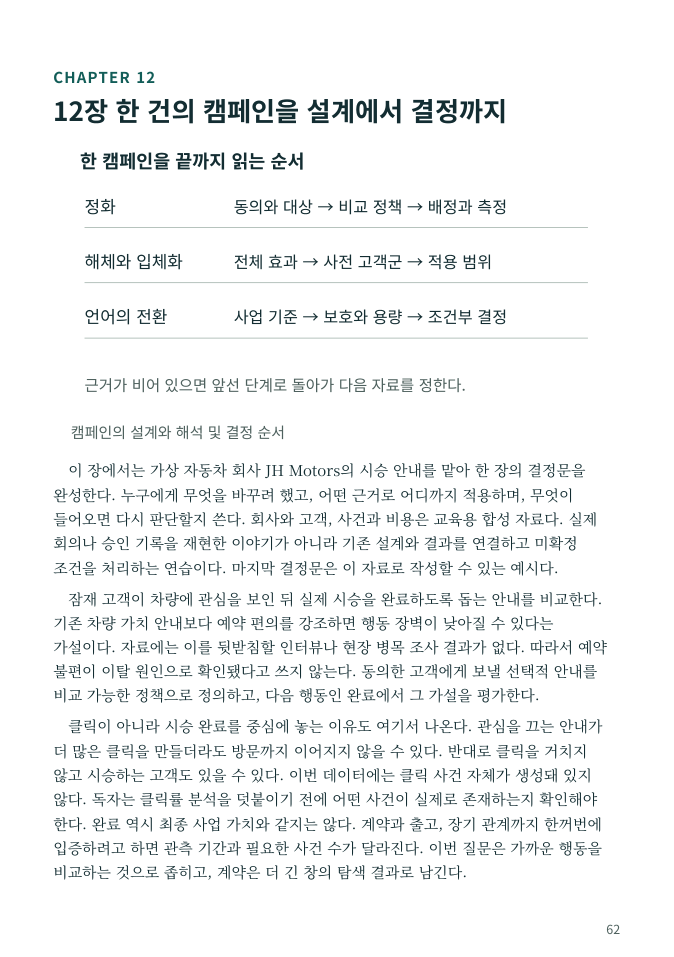 CHAPTER 12
12장 한 건의 캠페인을 설계에서 결정까지
한 캠페인을 끝까지 읽는 순서
정화 동의와 대상 → 비교 정책 → 배정과 측정
해체와 입체화 전체 효과 → 사전 고객군 → 적용 범위
언어의 전환 사업 기준 → 보호와 용량 → 조건부 결정
근거가 비어 있으면 앞선 단계로 돌아가 다음 자료를 정한다.
캠페인의 설계와 해석 및 결정 순서
이 장에서는 가상 자동차 회사 JH Motors의 시승 안내를 맡아 한 장의 결정문을
완성한다. 누구에게 무엇을 바꾸려 했고, 어떤 근거로 어디까지 적용하며, 무엇이
들어오면 다시 판단할지 쓴다. 회사와 고객, 사건과 비용은 교육용 합성 자료다. 실제
회의나 승인 기록을 재현한 이야기가 아니라 기존 설계와 결과를 연결하고 미확정
조건을 처리하는 연습이다. 마지막 결정문은 이 자료로 작성할 수 있는 예시다.
잠재 고객이 차량에 관심을 보인 뒤 실제 시승을 완료하도록 돕는 안내를 비교한다.
기존 차량 가치 안내보다 예약 편의를 강조하면 행동 장벽이 낮아질 수 있다는
가설이다. 자료에는 이를 뒷받침할 인터뷰나 현장 병목 조사 결과가 없다. 따라서 예약
불편이 이탈 원인으로 확인됐다고 쓰지 않는다. 동의한 고객에게 보낼 선택적 안내를
비교 가능한 정책으로 정의하고, 다음 행동인 완료에서 그 가설을 평가한다.
클릭이 아니라 시승 완료를 중심에 놓는 이유도 여기서 나온다. 관심을 끄는 안내가
더 많은 클릭을 만들더라도 방문까지 이어지지 않을 수 있다. 반대로 클릭을 거치지
않고 시승하는 고객도 있을 수 있다. 이번 데이터에는 클릭 사건 자체가 생성돼 있지
않다. 독자는 클릭률 분석을 덧붙이기 전에 어떤 사건이 실제로 존재하는지 확인해야
한다. 완료 역시 최종 사업 가치와 같지는 않다. 계약과 출고, 장기 관계까지 한꺼번에
입증하려고 하면 관측 기간과 필요한 사건 수가 달라진다. 이번 질문은 가까운 행동을
비교하는 것으로 좁히고, 계약은 더 긴 창의 탐색 결과로 남긴다.
62